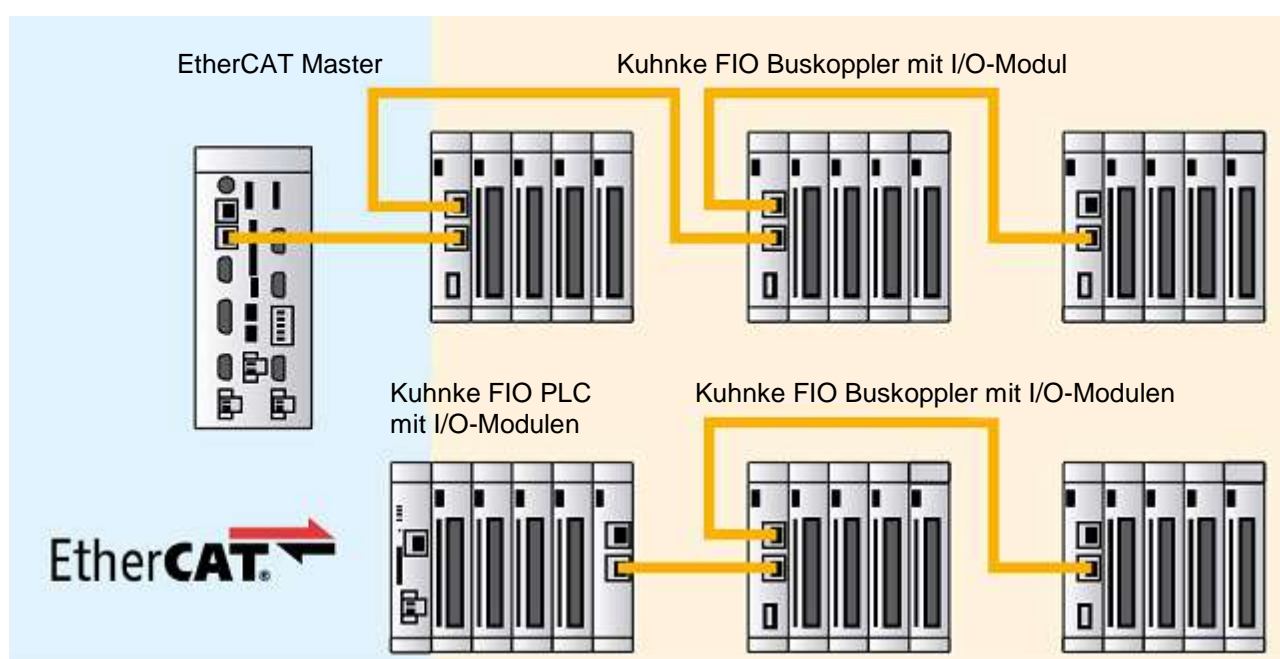 EtherCAT Master
Kuhnke FIO Buskoppler mit I/O-Modul
Kuhnke FIO PLC
mit I/O-Modulen
Kuhnke FIO Buskoppler mit I/O-Modulen
EtherCAT®